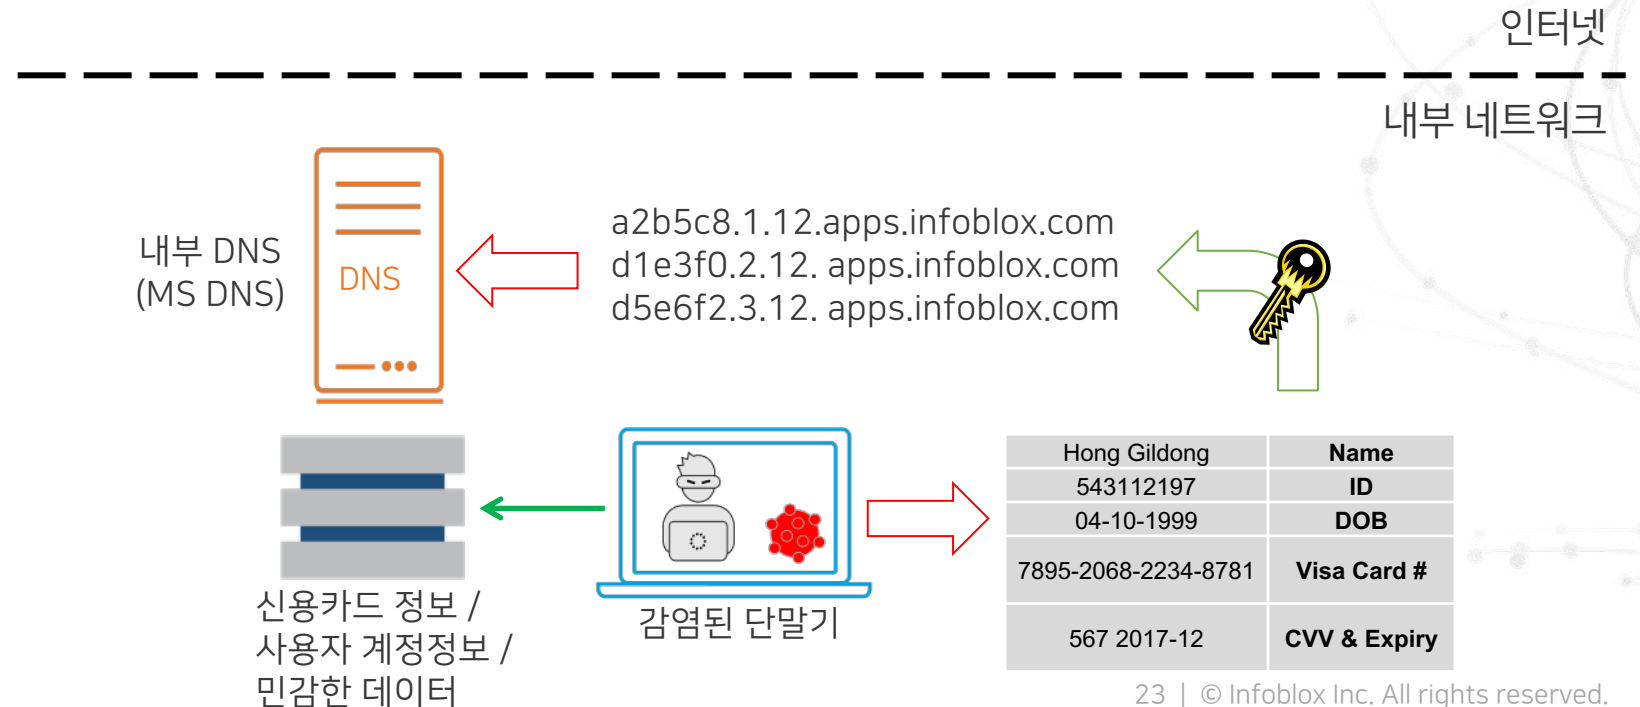 인터넷
내부 네트워크
내부 DNS
(MS DNS)
DNS
a2b5c8.1.12.apps.infoblox.com
d1e3f0.2.12. apps.infoblox.com
d5e6f2.3.12. apps.infoblox.com
신용카드 정보 /
사용자 계정정보 /
민감한 데이터
감염된 단말기
Hong Gildong Name
543112197 ID
04-10-1999 DOB
7895-2068-2234-8781 Visa Card #
567 2017-12 CVV & Expiry
23 | © Infoblox Inc. All rights reserved.